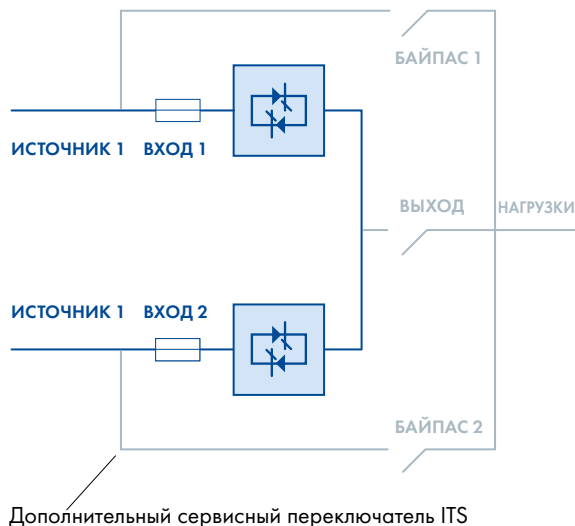 БАЙПАС 1
ИСТОЧНИК 1 ВХОД 1
ВЫХОД НАГРУЗКИ
ИСТОЧНИК 1 ВХОД 2
БАЙПАС 2
Дополнительный сервисный переключатель ITS